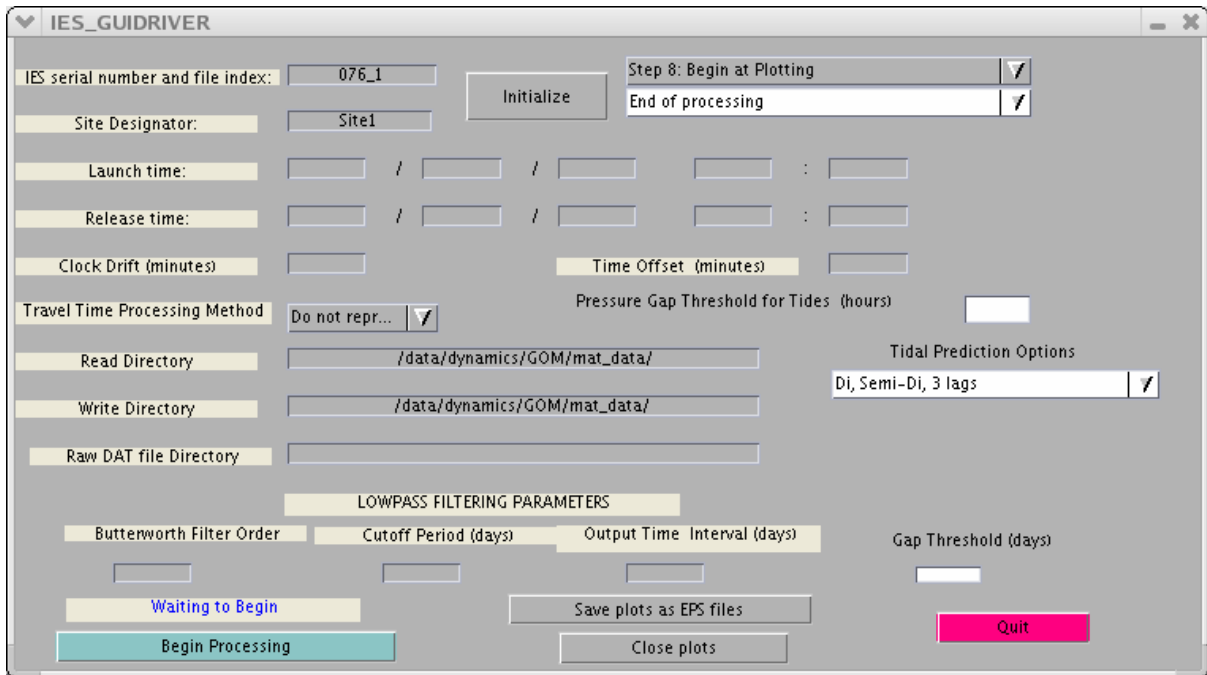 IES_GUIDRIVER
IES serial number and file index: 076_1
Initialize
Step 8: Begin at Plotting
End of processing
Site Designator: Site1
Launch time: / / :
Release time: / / :
Clock Drift (minutes) Time Offset (minutes)
Travel Time Processing Method Do not repr... Pressure Gap Threshold for Tides (hours)
Read Directory /data/dynamics/GOM/mat_data/ Tidal Prediction Options
Di, Semi-Di, 3 lags
Write Directory /data/dynamics/GOM/mat_data/
Raw DAT file Directory
LOWPASS FILTERING PARAMETERS
Butterworth Filter Order Cutoff Period (days) Output Time Interval (days) Gap Threshold (days)
Waiting to Begin Save plots as EPS files Quit
Begin Processing Close plots